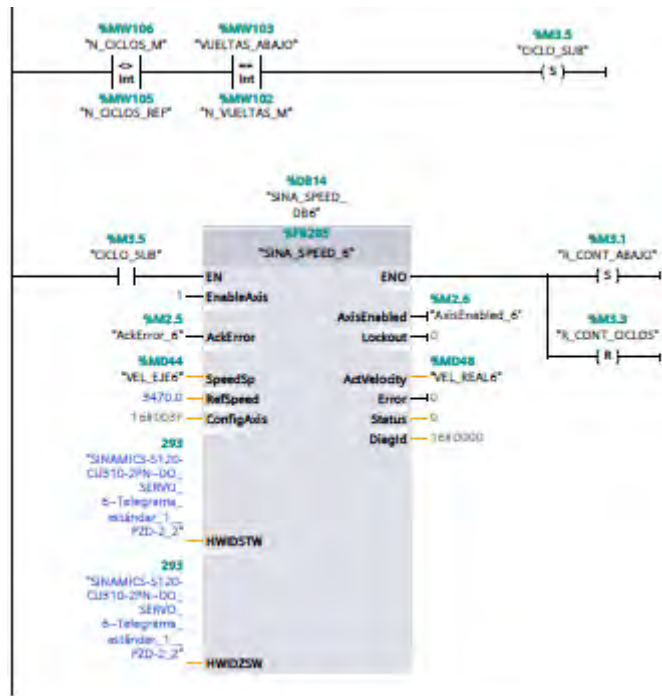 %MW106 %MW103
"N_CICLOS_M" "VUELTAS_ABAJO" %M3.5
"CICLO_SUB"
<> ==
Int Int
( S )
%MW105 %MW102
"N_CICLOS_REF" "N_VUELTAS_M"
%DB14
"SINA_SPEED_
DB6"
%FB285
%M3.5 "SINA_SPEED_6" %M3.1
"CICLO_SUB" "R_CONT_ABAJO"
EN ENO ( S )
1 EnableAxis
%M2.6
AxisEnabled "AxisEnabled_6" %M3.3
%M2.5 "R_CONT_CICLOS"
"AckError_6" AckError Lockout 0
( R )
%MD44 %MD48
"VEL_EJE6" SpeedSp ActVelocity "VEL_REAL6"
RefSpeed Error 0
16#003F ConfigAxis Status 0
DiagId 16#0000
293
"SINAMICS-S120-
CU310-2PN-DO_
SERVO_
6--Telegrama_
estándar_1__
PZD-2_2"
HWIDSTW
293
"SINAMICS-S120-
CU310-2PN-DO_
SERVO_
6--Telegrama_
estándar_1__
PZD-2_2"
HWIDZSW